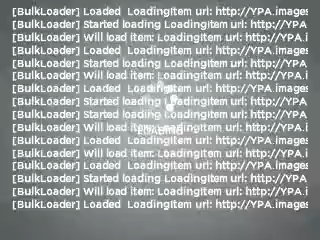 [BulkLoader] Loaded LoadingItem url: http://YPA.images
[BulkLoader] Started loading LoadingItem url: http://YPA
[BulkLoader] Will load item: LoadingItem url: http://YPA.i
[BulkLoader] Loaded LoadingItem url: http://YPA.images
[BulkLoader] Started loading LoadingItem url: http://YPA
[BulkLoader] Will load item: LoadingItem url: http://YPA.i
[BulkLoader] Loaded LoadingItem url: http://YPA.images
[BulkLoader] Started loading LoadingItem url: http://YPA
[BulkLoader] Started loading LoadingItem url: http://YPA
[BulkLoader] Will load item: LoadingItem url: http://YPA.i
LOADING
[BulkLoader] Loaded LoadingItem url: http://YPA.images
[BulkLoader] Will load item: LoadingItem url: http://YPA.i
[BulkLoader] Loaded LoadingItem url: http://YPA.images
[BulkLoader] Started loading LoadingItem url: http://YPA
[BulkLoader] Will load item: LoadingItem url: http://YPA.i
[BulkLoader] Loaded LoadingItem url: http://YPA.images